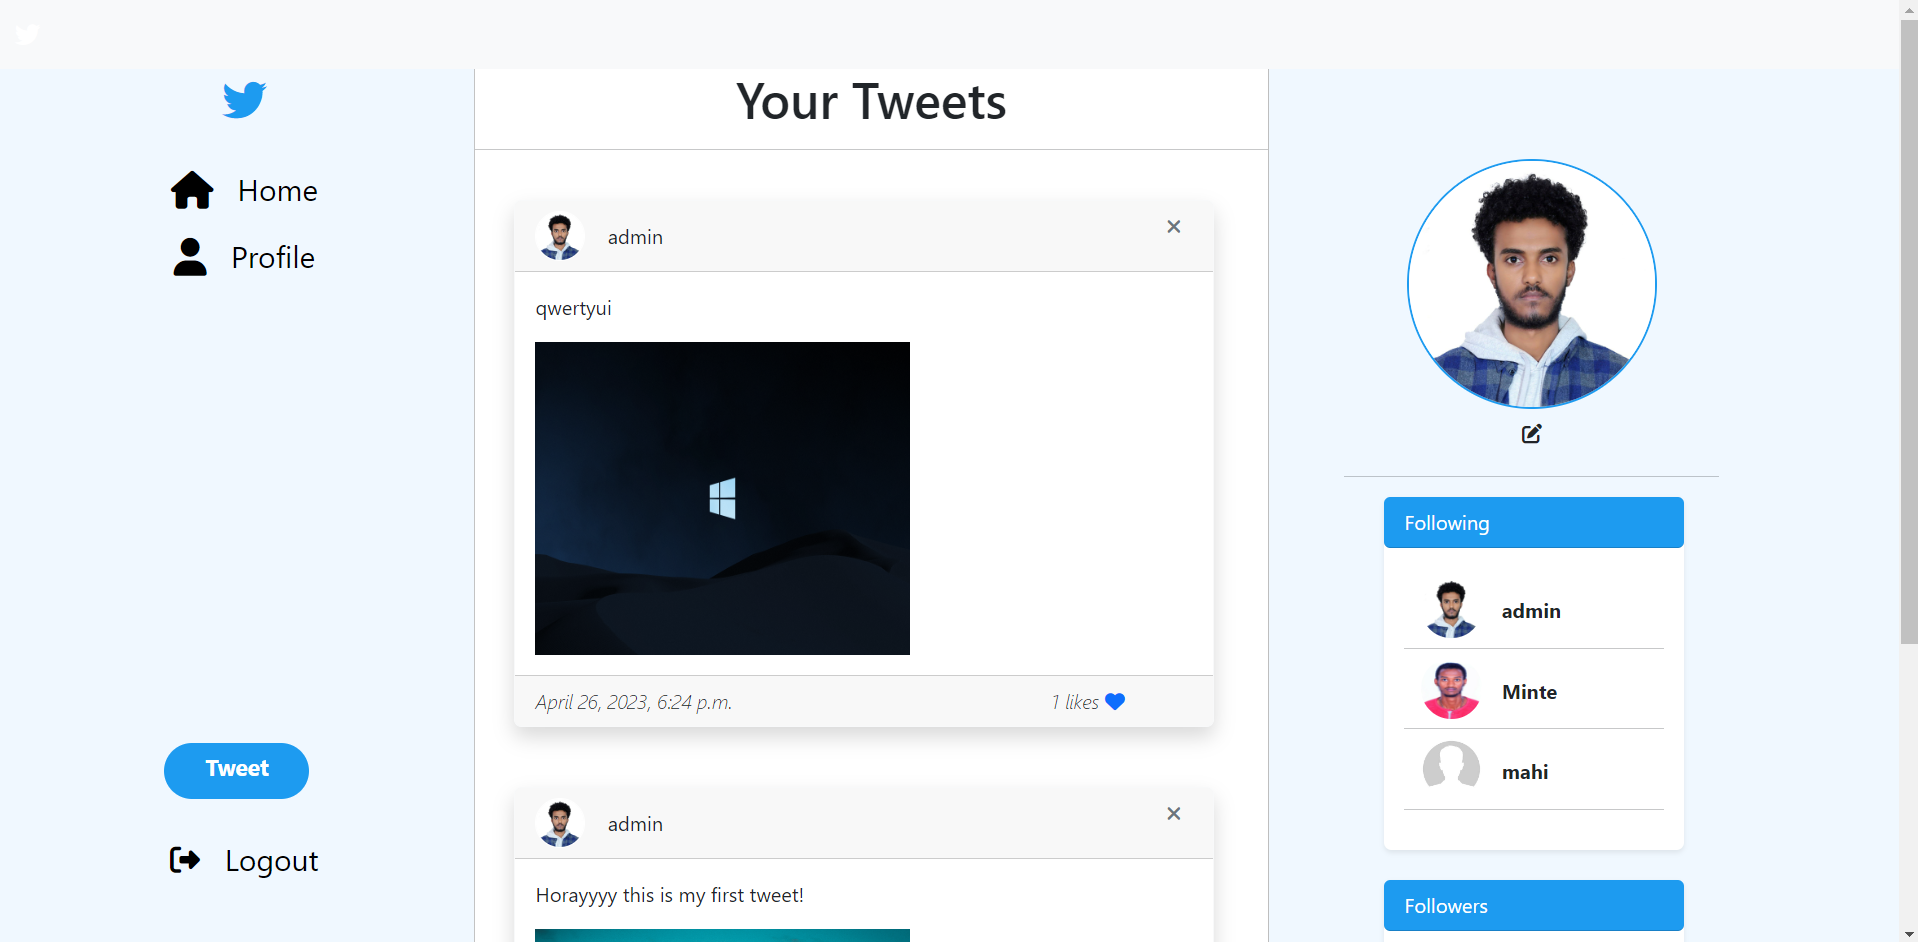 Your Tweets
Home
Profile
Tweet
Logout
admin
qwertyui
April 26, 2023, 6:24 p.m.
1 likes
admin
Horayyyy this is my first tweet!
Following
admin
Minte
mahi
Followers